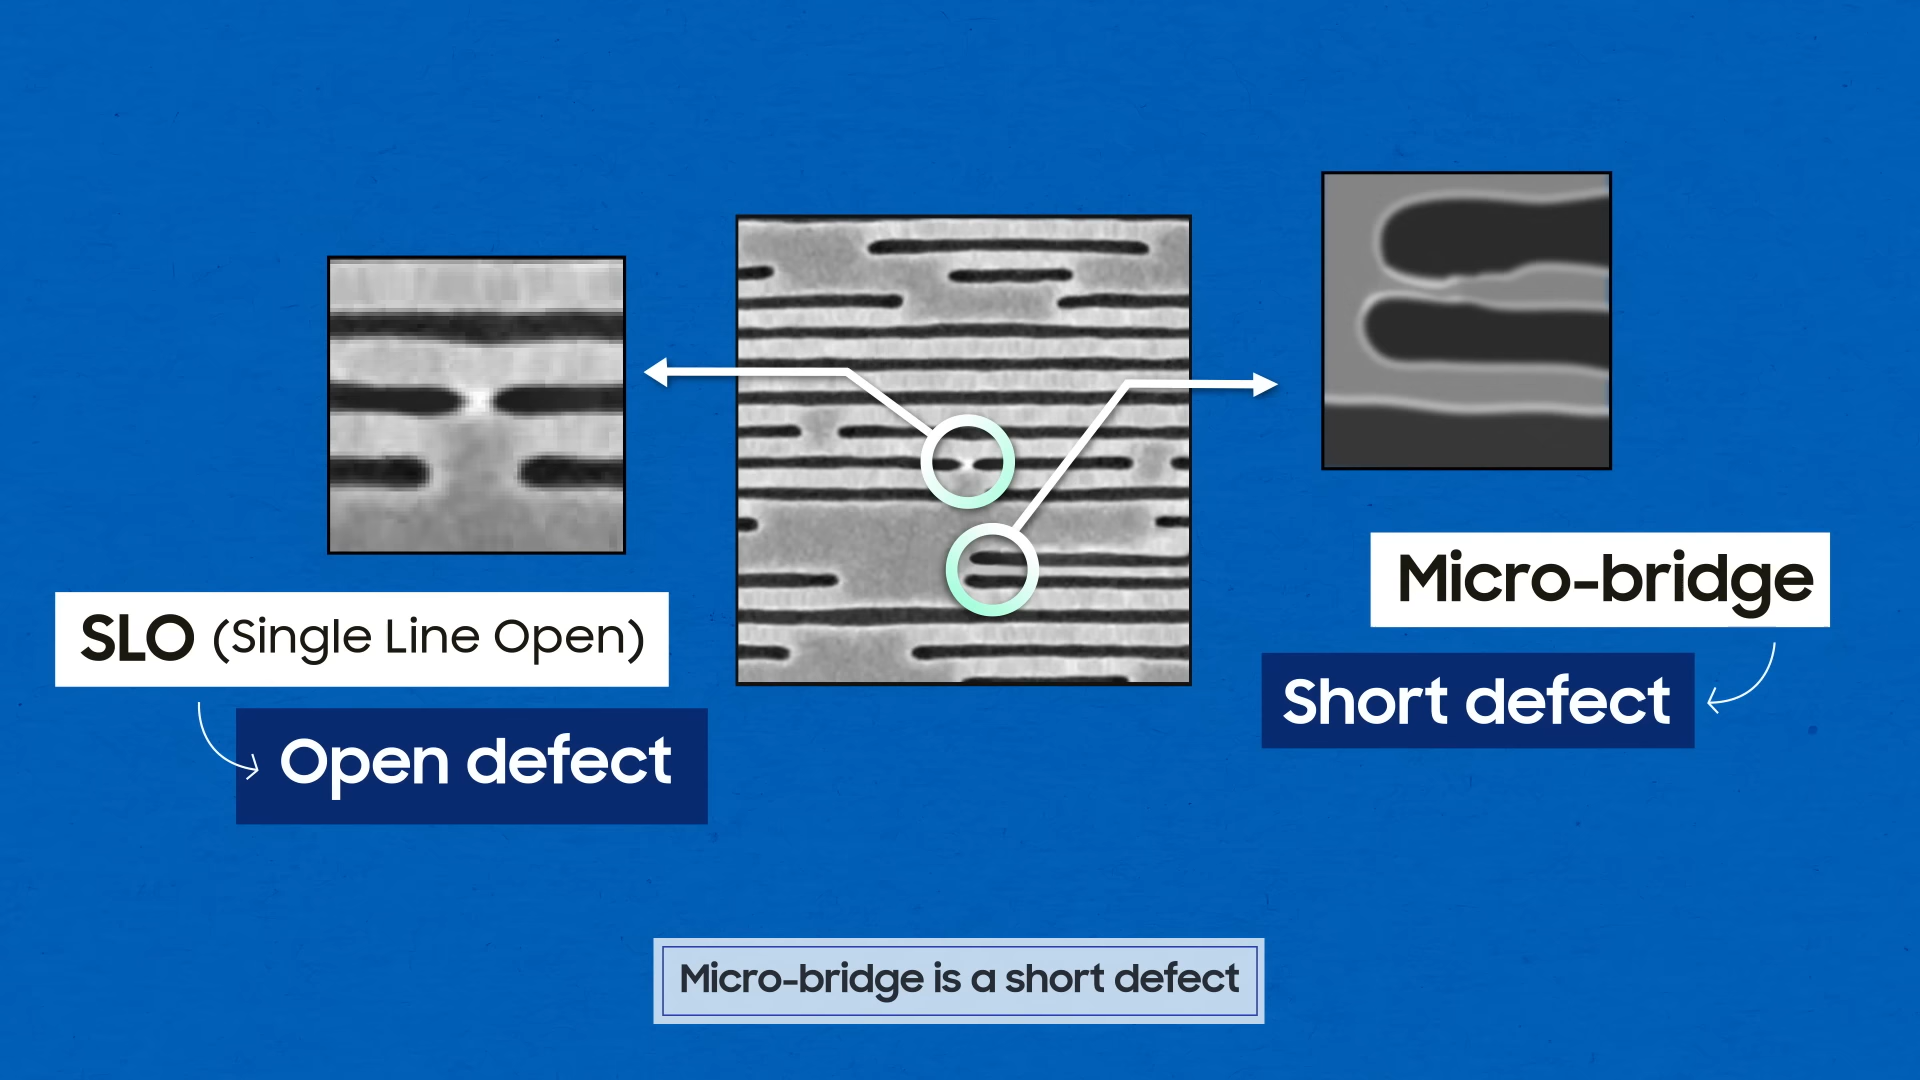 SLO (Single Line Open)
Open defect
Micro-bridge
Short defect
Micro-bridge is a short defect